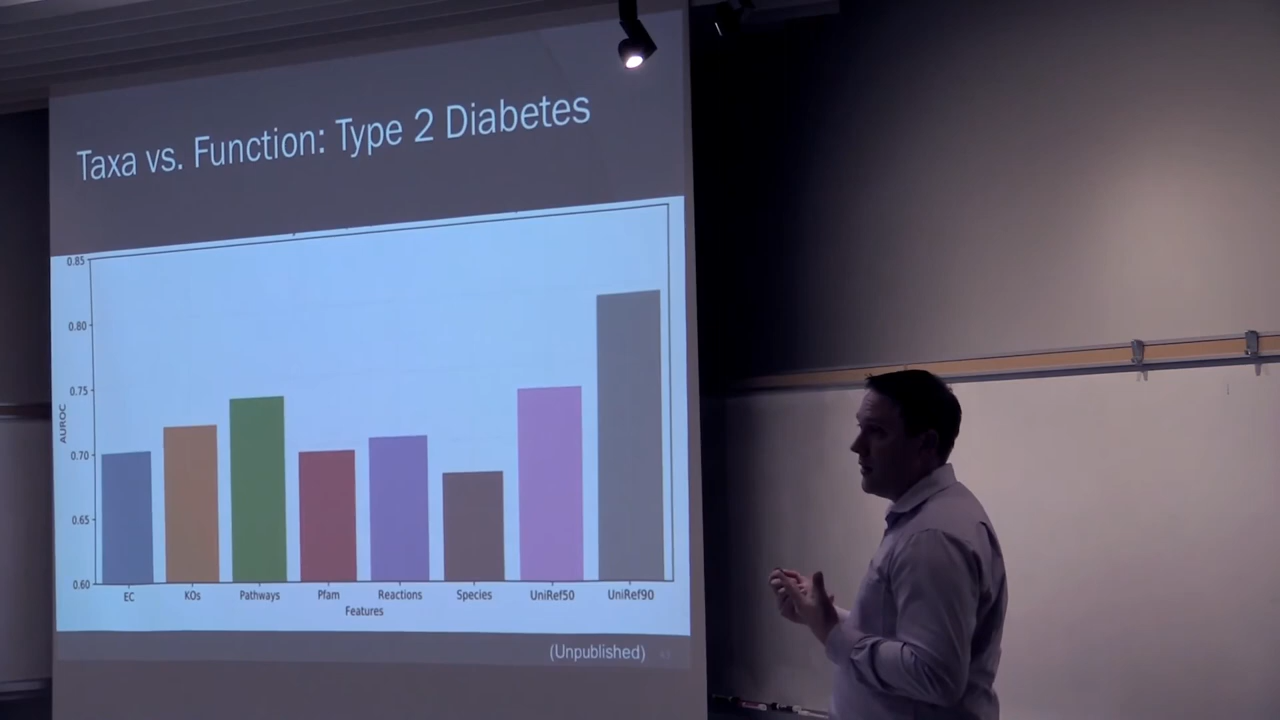 Taxa vs. Function: Type 2 Diabetes
0.85
0.80
0.75
0.70
0.65
0.60
AUROC
EC KOs Pathways Pfam Reactions Species UniRef50 UniRef90
Features
(Unpublished)